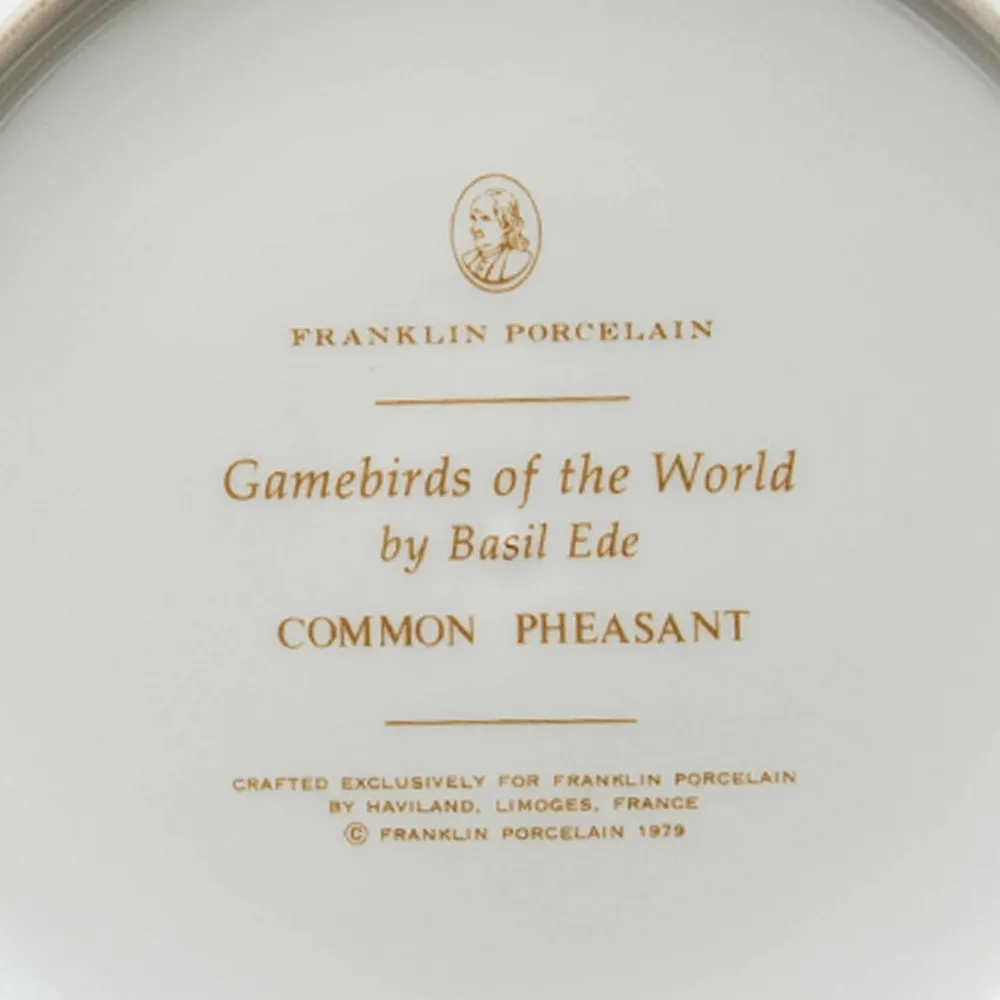 FRANKLIN PORCELAIN
Gamebirds of the World
by Basil Ede
COMMON PHEASANT
CRAFTED EXCLUSIVELY FOR FRANKLIN PORCELAIN
BY HAVILAND, LIMOGES, FRANCE
© FRANKLIN PORCELAIN 1979